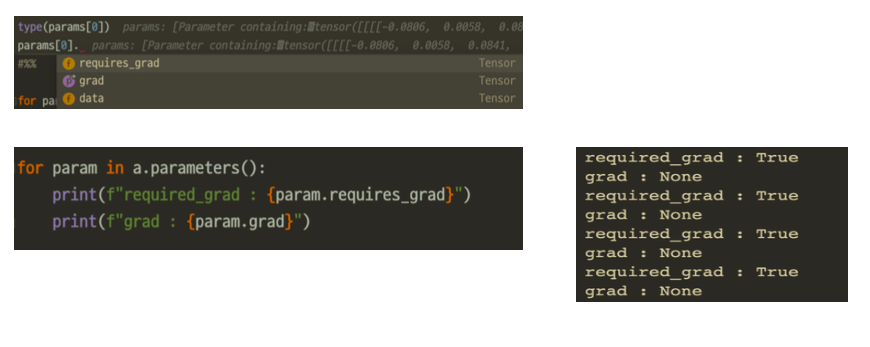 type(params[0]) params: [Parameter containing:tensor([[[[-0.0806, 0.0058, 0.08
params[0]. params: [Parameter containing:tensor([[[[-0.0806, 0.0058, 0.0841,
#%% requires_grad Tensor
grad Tensor
for pa data Tensor
for param in a.parameters():
print(f"required_grad : {param.requires_grad}")
print(f"grad : {param.grad}")
required_grad : True
grad : None
required_grad : True
grad : None
required_grad : True
grad : None
required_grad : True
grad : None